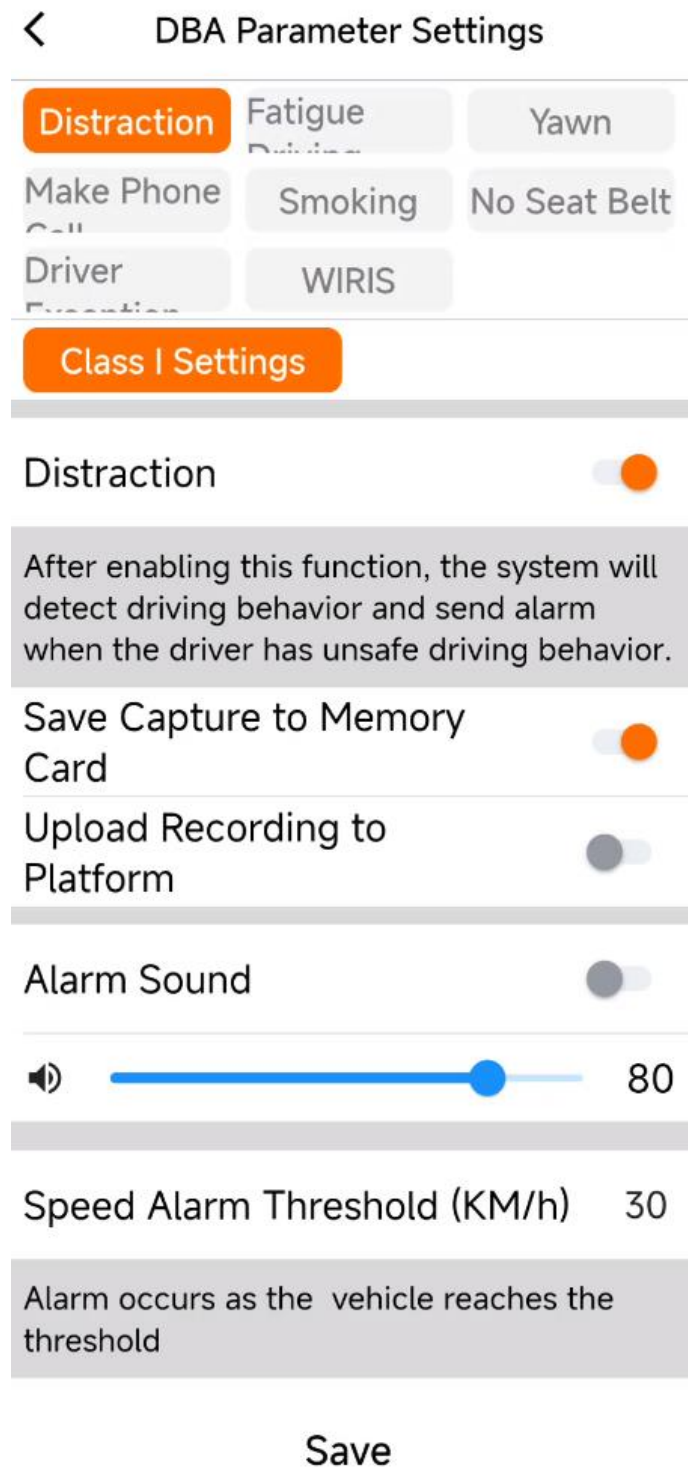 DBA Parameter Settings
Distraction
Fatigue
Yawn
Make Phone
Smoking
No Seat Belt
Driver
WIRIS
Class I Settings
Distraction
After enabling this function, the system will
detect driving behavior and send alarm
when the driver has unsafe driving behavior.
Save Capture to Memory
Card
Upload Recording to
Platform
Alarm Sound
80
Speed Alarm Threshold (KM/h) 30
Alarm occurs as the vehicle reaches the
threshold
Save